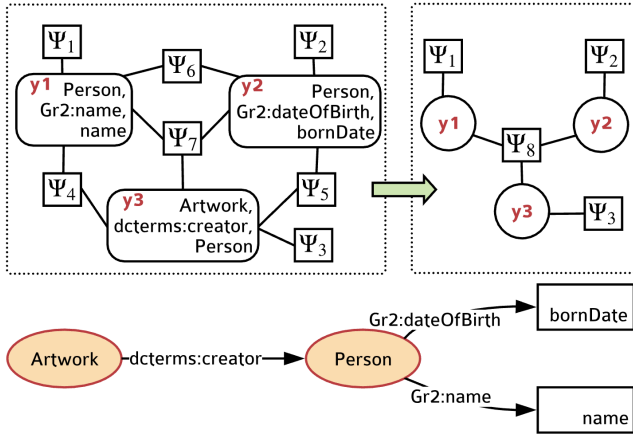 Ψ1
Ψ6
Ψ2
y1 Person,
Gr2:name,
name
y2 Person,
Gr2:dateOfBirth,
bornDate
Ψ7
Ψ4
Ψ5
y3 Artwork,
dcterms:creator,
Person
Ψ3
Ψ1
Ψ2
y1
y2
Ψ8
y3
Ψ3
Artwork
dcterms:creator
Person
Gr2:dateOfBirth
bornDate
Gr2:name
name